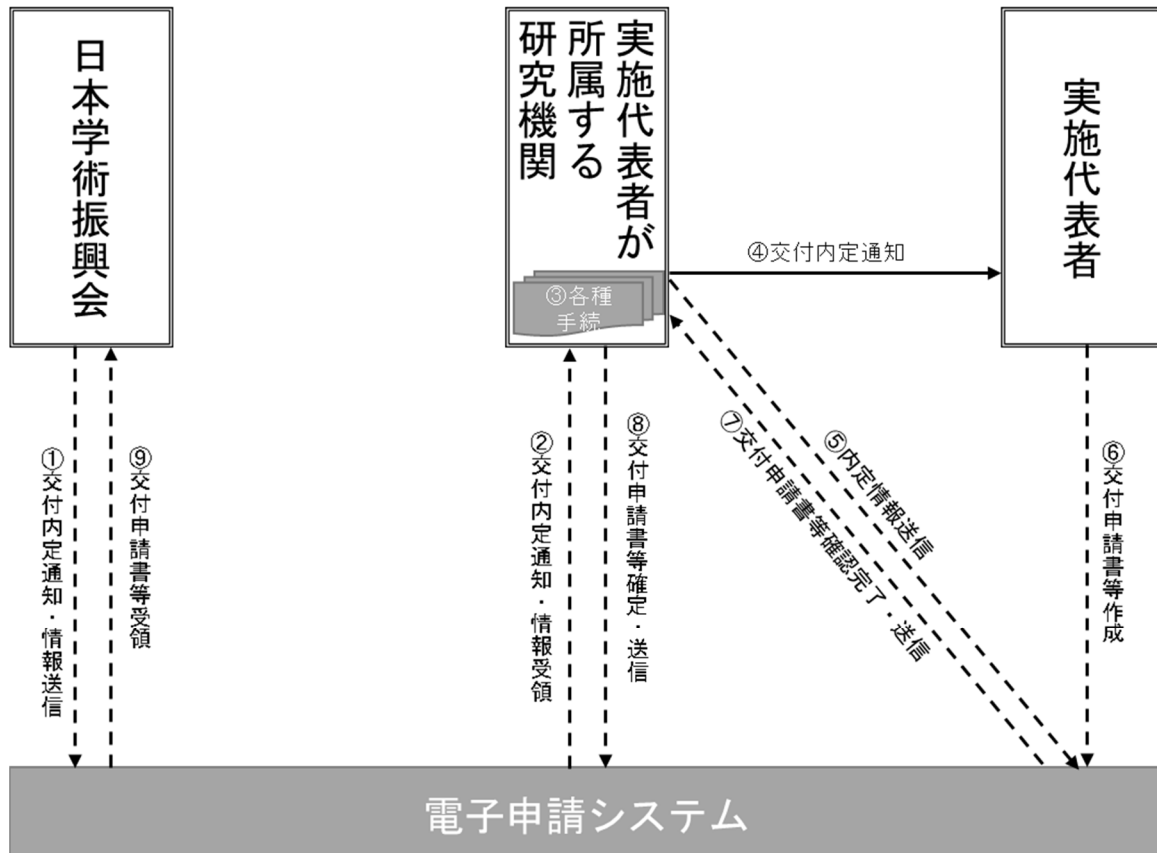 日本学術振興会
実施代表者が
所属する
研究機関
実施代表者
③各種
手続
④交付内定通知
①交付内定通知・情報送信
⑨交付申請書等受領
②交付内定通知・情報受領
⑧交付申請書等確定・送信
⑤内定情報送信
⑦交付申請書等確認完了・送信
⑥交付申請書等作成
電子申請システム